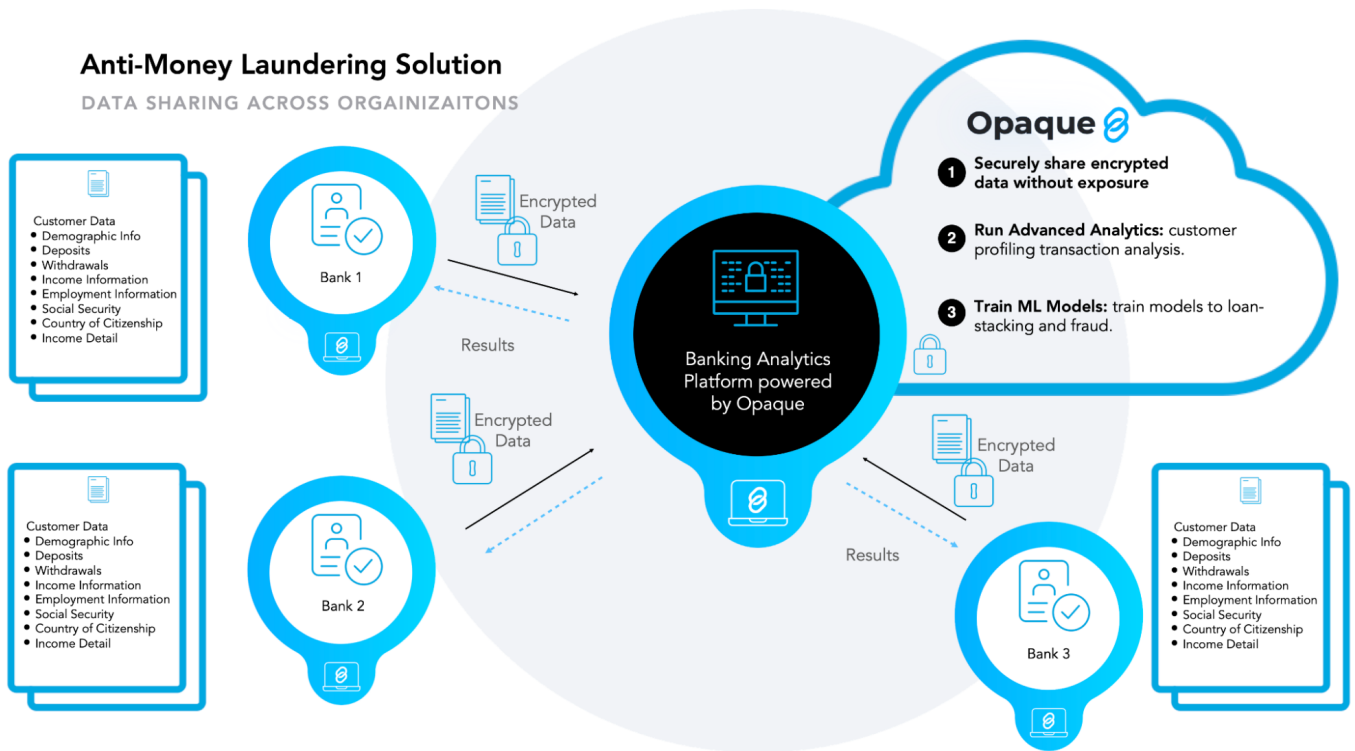 Anti-Money Laundering Solution
DATA SHARING ACROSS ORGAINIZAITONS
Customer Data
Demographic Info
Deposits
Withdrawals
Income Information
Employment Information
Social Security
Country of Citizenship
Income Detail
Bank 1
Encrypted
Data
Results
Opaque
1 Securely share encrypted
data without exposure
2 Run Advanced Analytics: customer
profiling transaction analysis.
3 Train ML Models: train models to loan-
stacking and fraud.
Banking Analytics
Platform powered
by Opaque
Customer Data
Demographic Info
Deposits
Withdrawals
Income Information
Employment Information
Social Security
Country of Citizenship
Income Detail
Bank 2
Encrypted
Data
Encrypted
Data
Results
Bank 3
Customer Data
Demographic Info
Deposits
Withdrawals
Income Information
Employment Information
Social Security
Country of Citizenship
Income Detail